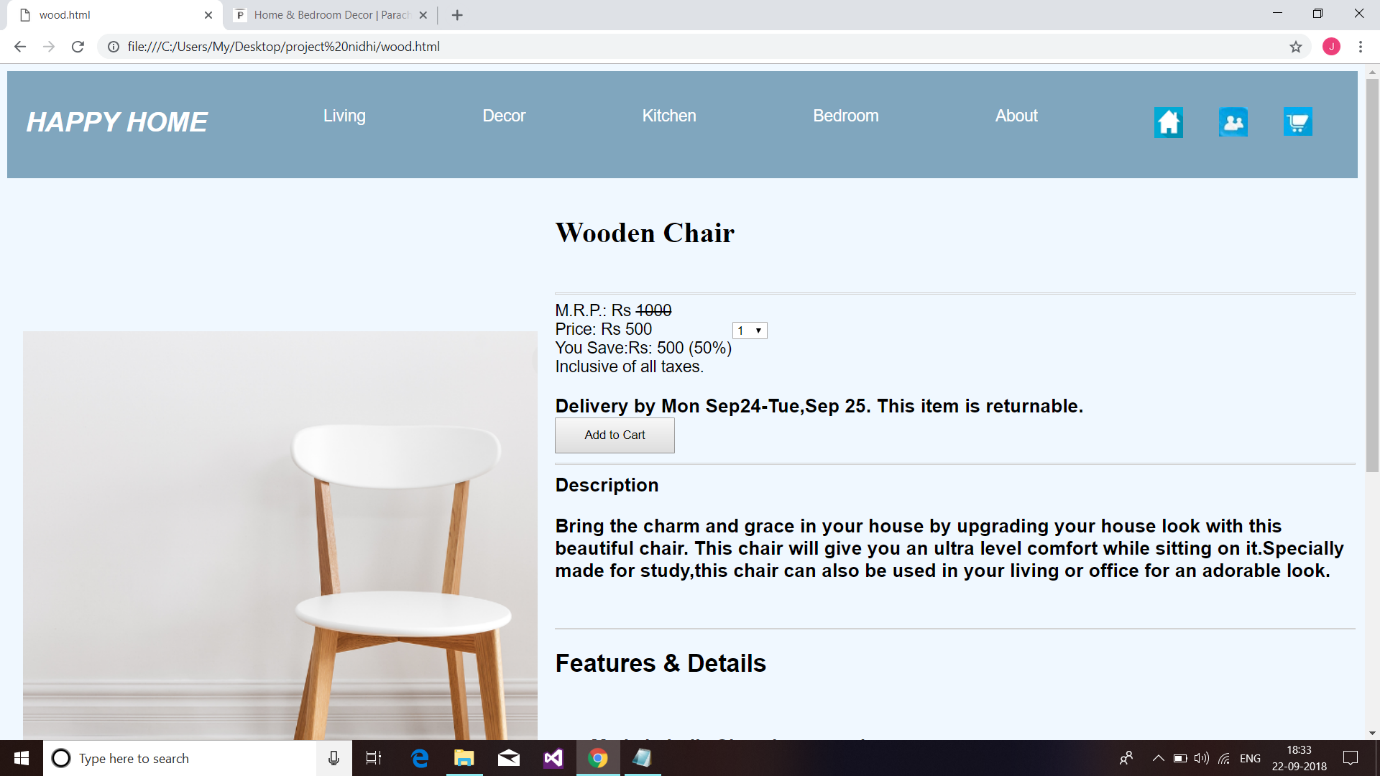 wood.html
Home & Bedroom Decor | Parach
file:///C:/Users/My/Desktop/project%20nidhi/wood.html
J
HAPPY HOME
Living
Decor
Kitchen
Bedroom
About
Wooden Chair
M.R.P.: Rs 1000
Price: Rs 500
1
You Save:Rs: 500 (50%)
Inclusive of all taxes.
Delivery by Mon Sep24-Tue,Sep 25. This item is returnable.
Add to Cart
Description
Bring the charm and grace in your house by upgrading your house look with this
beautiful chair. This chair will give you an ultra level comfort while sitting on it.Specially
made for study,this chair can also be used in your living or office for an adorable look.
Features & Details
Type here to search
ENG
18:33
22-09-2018